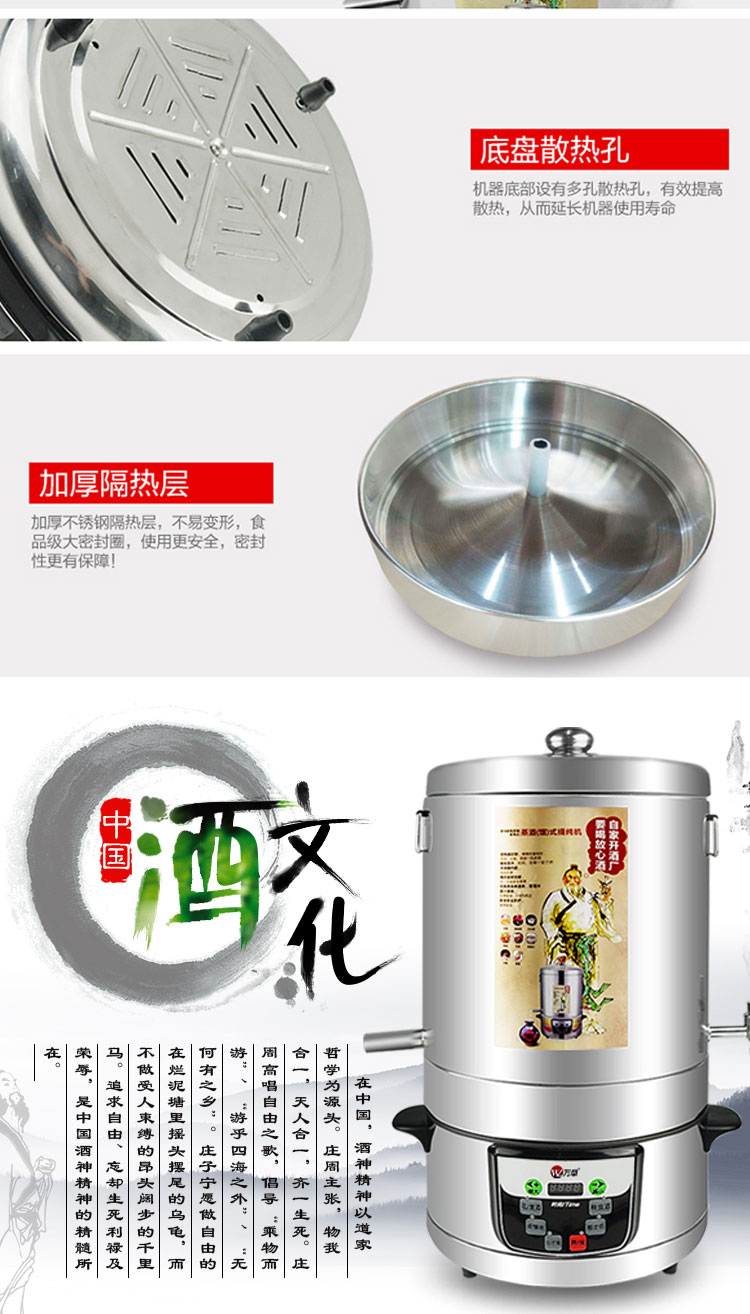 底盘散热孔
机器底部设有多孔散热孔，有效提高
散热，从而延长机器使用寿命
加厚隔热层
加厚不锈钢隔热层，不易变形，食
品级大密封圈，使用更安全，密封
性更有保障！
中国
酒文化
在中国，酒神精神以道家
哲学为源头。庄周主张，物我
合一，天人合一，齐一生死。庄
周高唱自由之歌，倡导“乘物而
游”、“游乎四海之外”、“无
何有之乡”。庄子宁愿做自由的
在烂泥塘里摇头摆尾的乌龟，而
不做受人束缚的昂头阔步的千里
马。追求自由、忘却生死利禄及
荣辱，是中国酒神精神的精髓所
在。
自家开酒厂
要喝放心酒
万卓
时间/Time